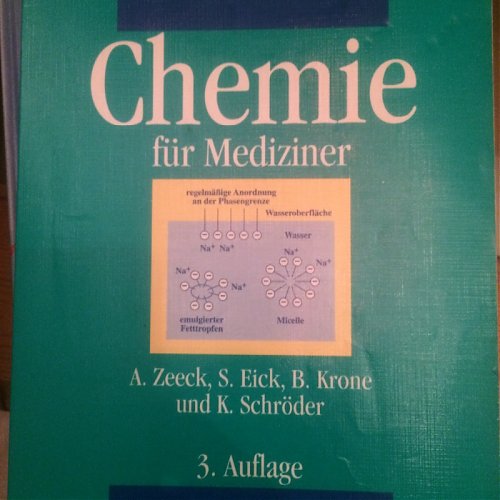 Chemie
für Mediziner
regelmäßige Anordnung
an der Phasengrenze
Wasseroberfläche
Na⁺ Na⁺
Wasser
Na⁺
Na⁺
Na⁺
Na⁺
emulgierter
Fetttropfen
Micelle
A. Zeeck, S. Eick, B. Krone
und K. Schröder
3. Auflage